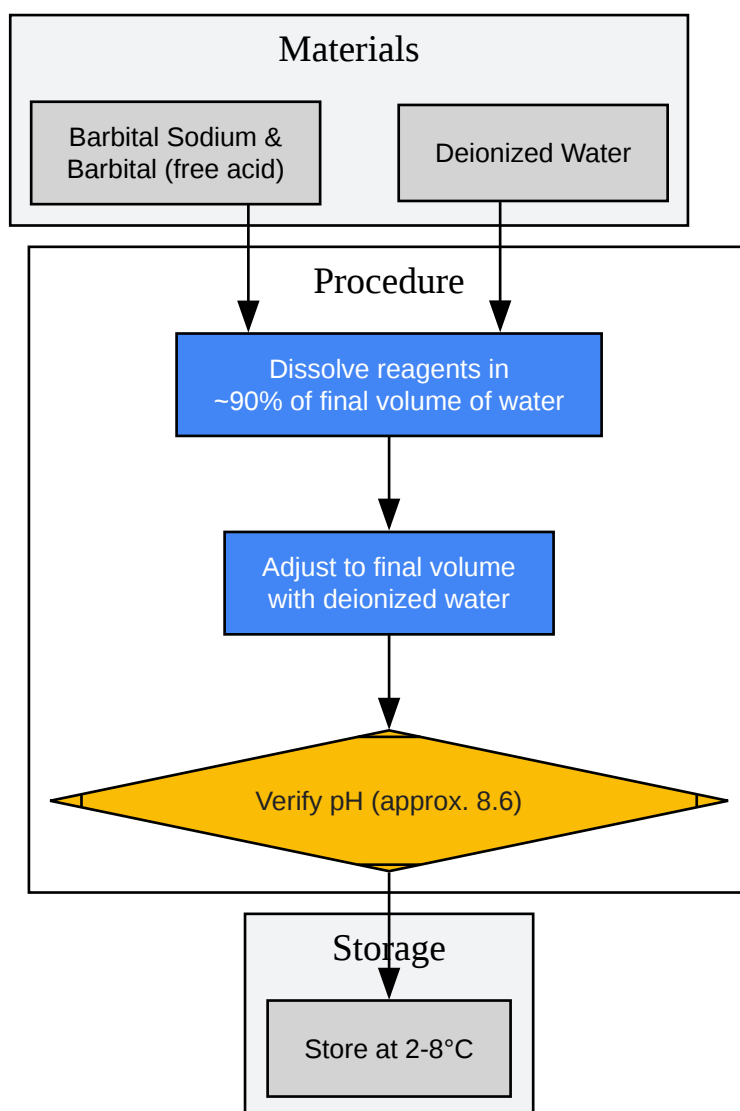 Materials
Barbital Sodium &
Barbital (free acid)
Deionized Water
Procedure
Dissolve reagents in
~90% of final volume of water
Adjust to final volume
with deionized water
Verify pH (approx. 8.6)
Storage
Store at 2-8°C